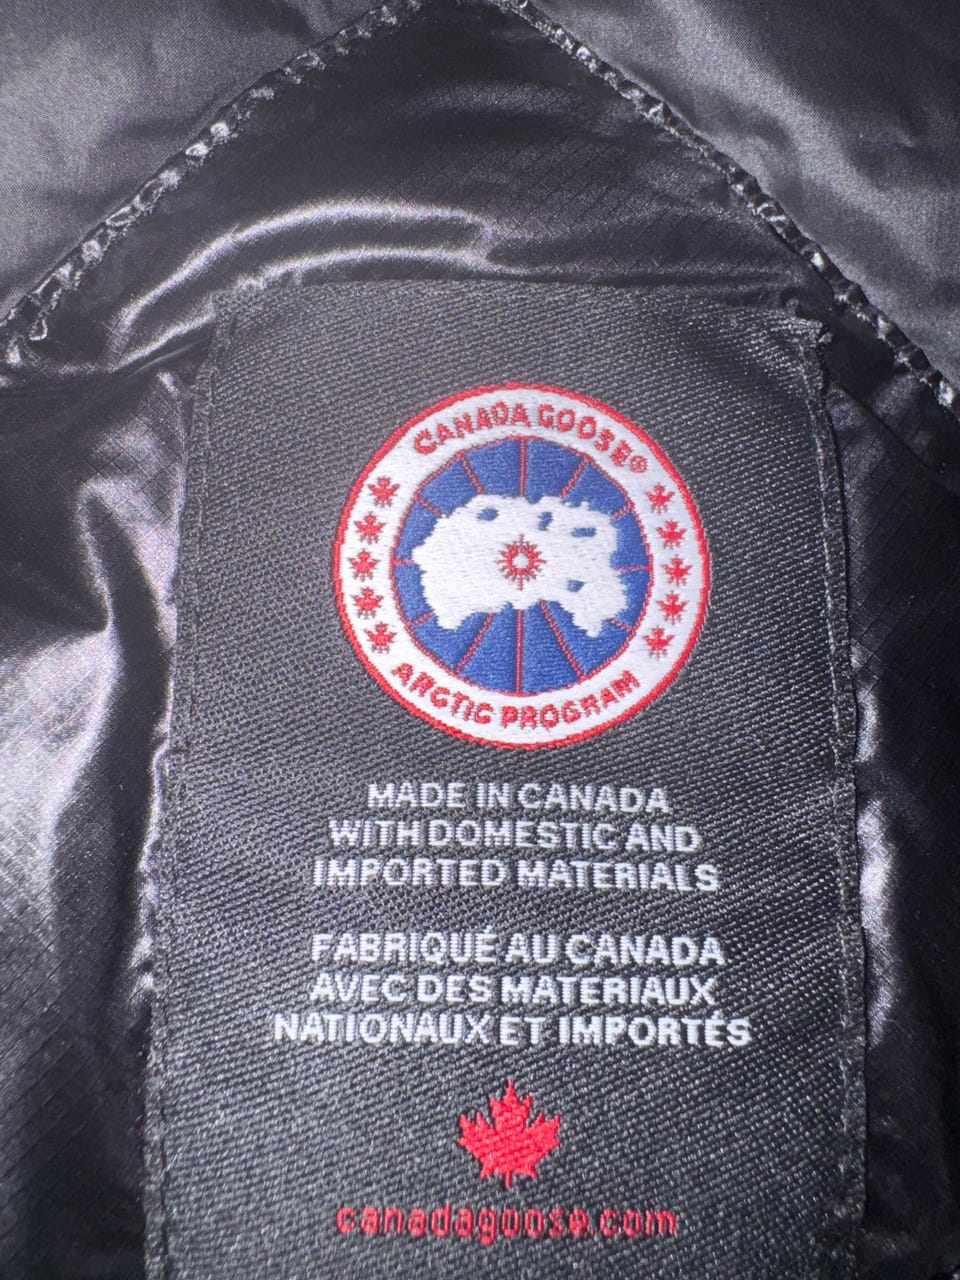 CANADA GOOSE®
ARCTIC PROGRAM
MADE IN CANADA
WITH DOMESTIC AND
IMPORTED MATERIALS
FABRIQUÉ AU CANADA
AVEC DES MATERIAUX
NATIONAUX ET IMPORTÉS
canadagoose.com